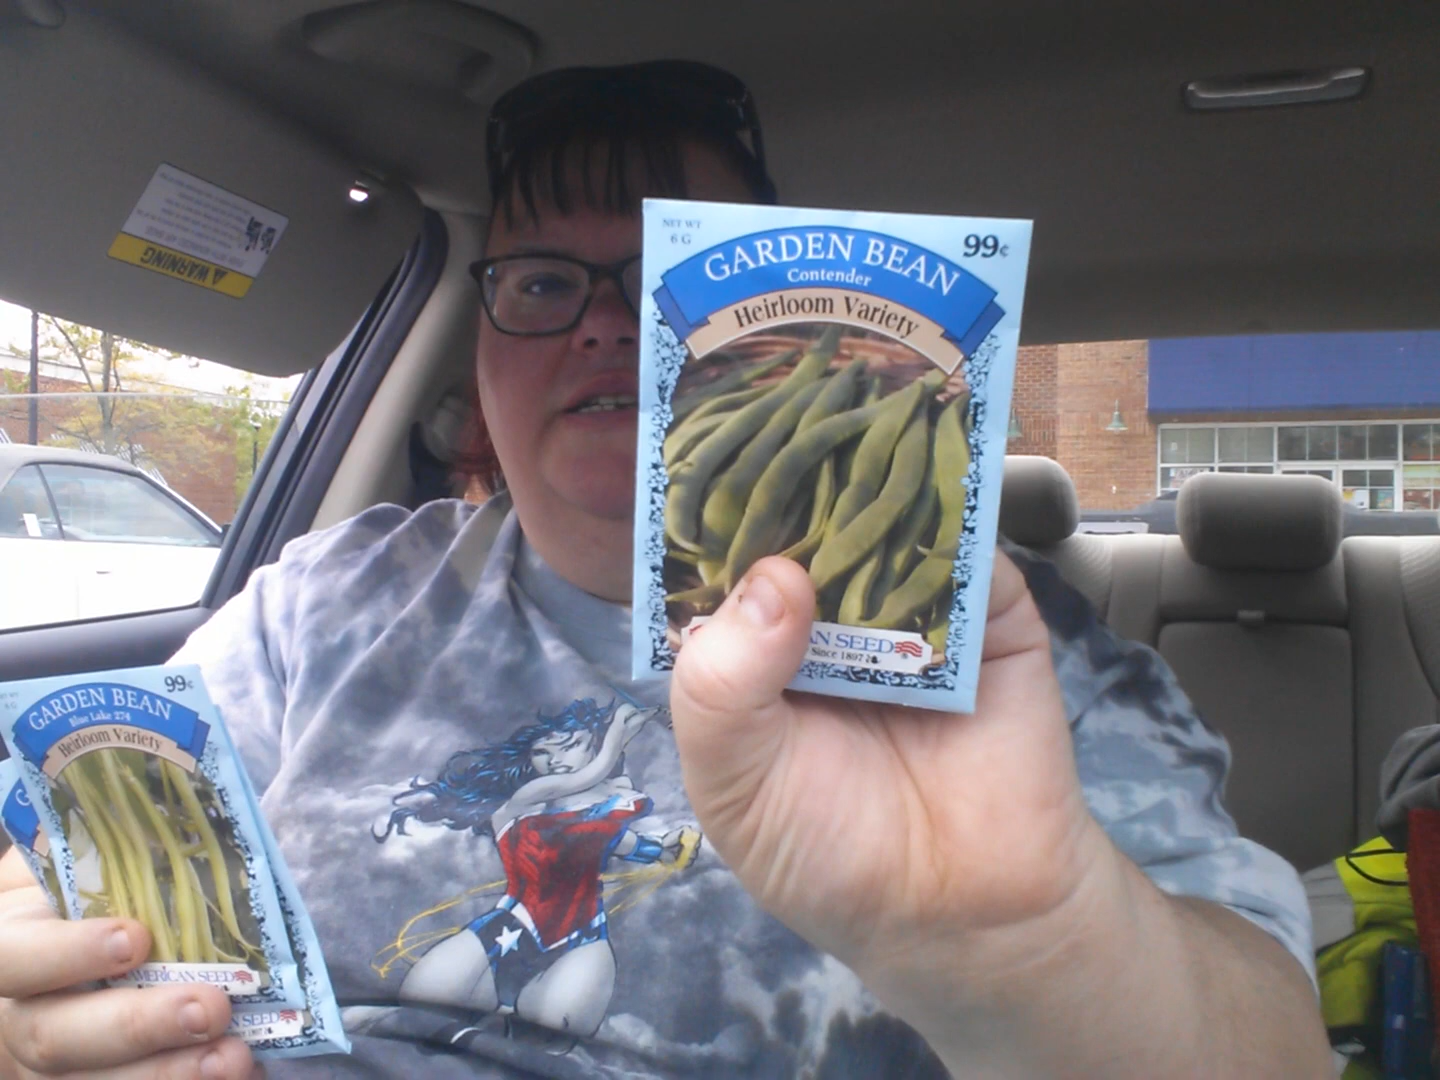 WARNING
NET WT
6 G
99¢
GARDEN BEAN
Contender
Heirloom Variety
AN SEED
Since 1897
99¢
GARDEN BEAN
Blue Lake 274
Heirloom Variety
AMERICAN SEED
N SEED
G